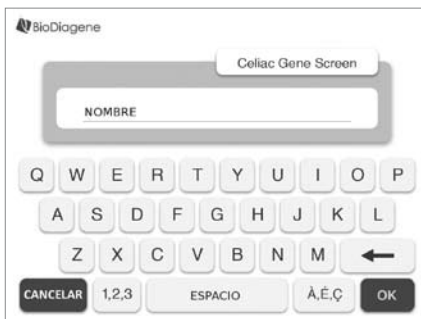 BioDiagene
Celiac Gene Screen
NOMBRE
Q W E R T Y U I O P
A S D F G H J K L
Z X C V B N M
CANCELAR 1,2,3 ESPACIO À,É,Ç OK